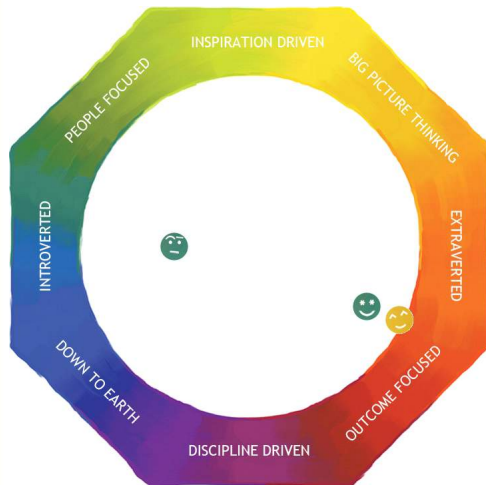 INSPIRATION DRIVEN
BIG PICTURE THINKING
EXTRAVERTED
OUTCOME FOCUSED
DISCIPLINE DRIVEN
DOWN TO EARTH
INTROVERTED
PEOPLE FOCUSED